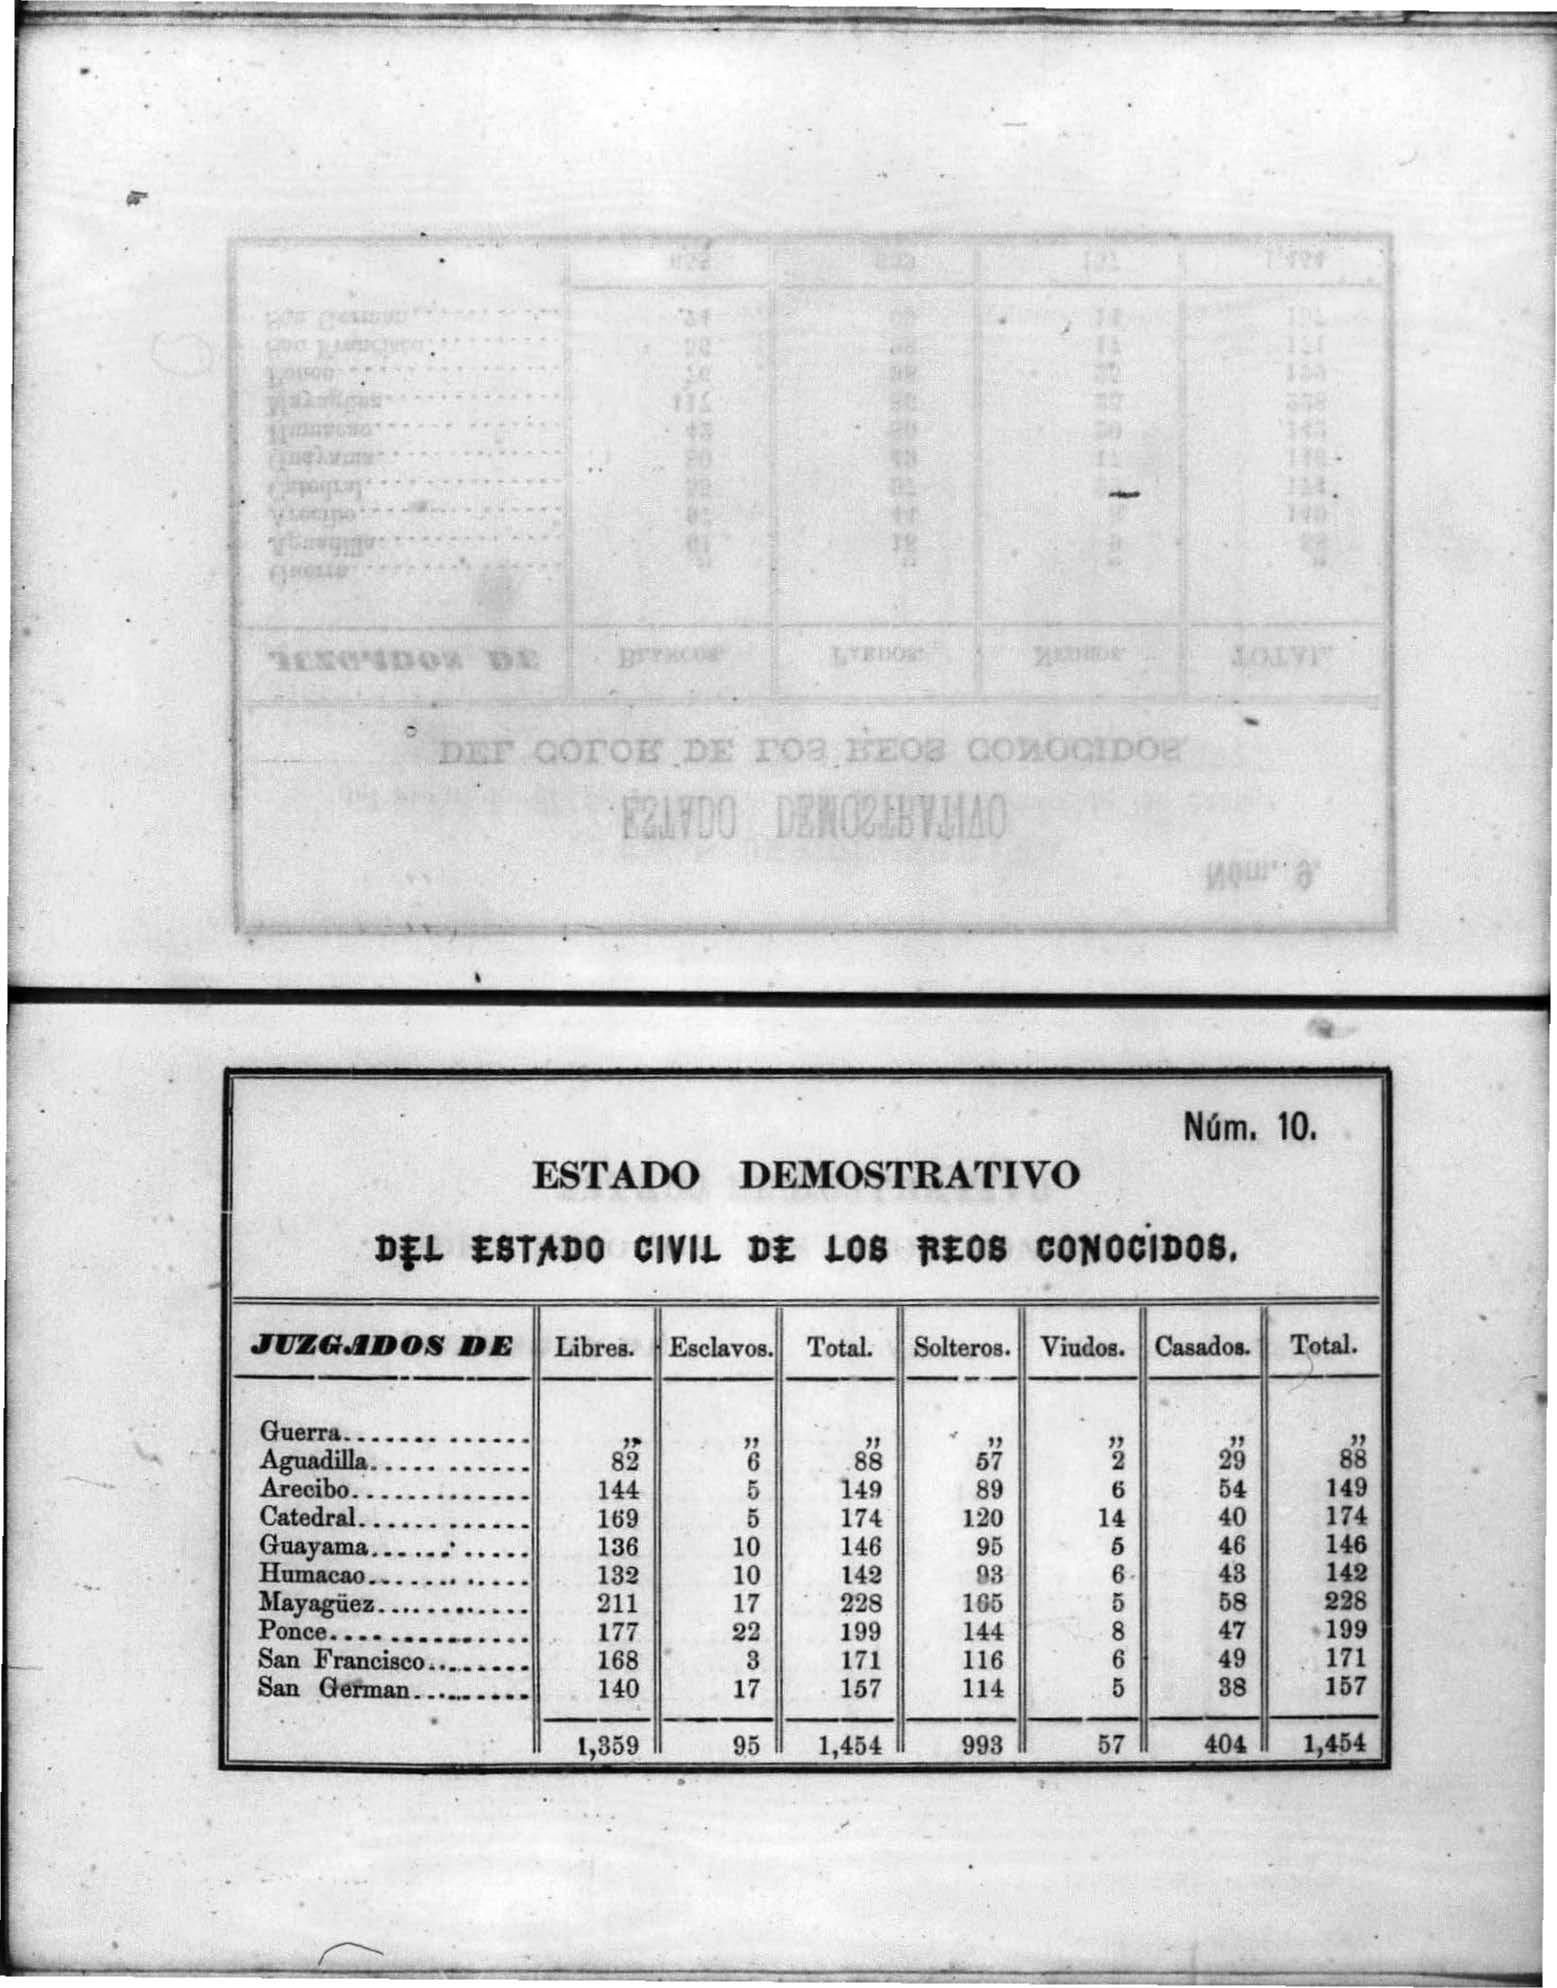 Núm. 10.
ESTADO DEMOSTRATIVO
DEL ESTADO CIVIL DE LOS REOS CONOCIDOS.
JUZGADOS DE Libres. Esclavos. Total. Solteros. Viudos. Casados. Total.
Guerra............. „ „ „ „ „ „ „
Aguadilla............ 82 6 88 57 2 29 88
Arecibo............. 144 5 149 89 6 54 149
Catedral............. 169 5 174 120 14 40 174
Guayama............ 136 10 146 95 5 46 146
Humacao............ 132 10 142 93 6 43 142
Mayagüez............ 211 17 228 165 5 58 228
Ponce............... 177 22 199 144 8 47 199
San Francisco......... 168 3 171 116 6 49 171
San German.......... 140 17 157 114 5 38 157
1,359 95 1,454 993 57 404 1,454